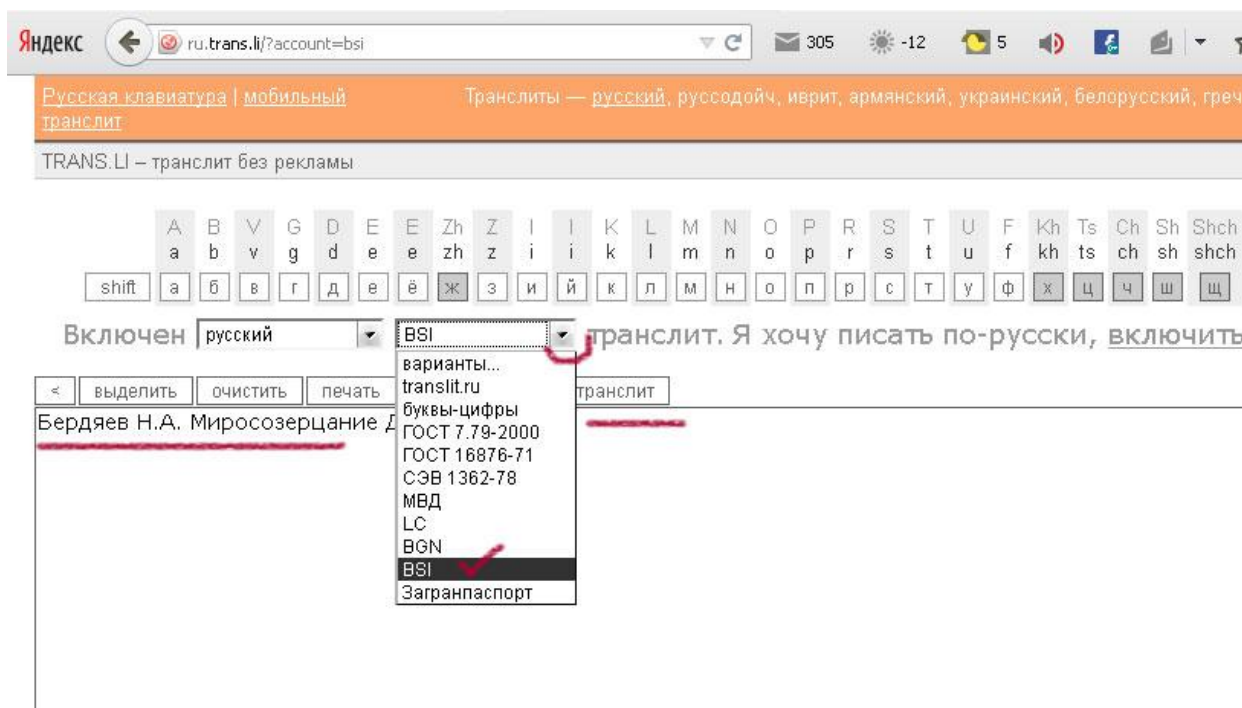 Яндекс ru.trans.li/?account=bsi 305 -12 5
Русская клавиатура | мобильный транслит
Транслиты — русский, руссодойч, иврит, армянский, украинский, белорусский, греч
TRANS.LI – транслит без рекламы
A B V G D E E Zh Z I I K L M N O P R S T U F Kh Ts Ch Sh Shch
a b v g d e e zh z i i k l m n o p r s t u f kh ts ch sh shch
shift а б в г д е ё ж з и й к л м н о п р с т у ф х ц ч ш щ
Включен русский BSI транслит. Я хочу писать по-русски, включить
< выделить очистить печать транслит
Бердяев Н.А. Миросозерцание Д
варианты...
translit.ru
буквы-цифры
ГОСТ 7.79-2000
ГОСТ 16876-71
СЭВ 1362-78
МВД
LC
BGN
BSI
Загранпаспорт